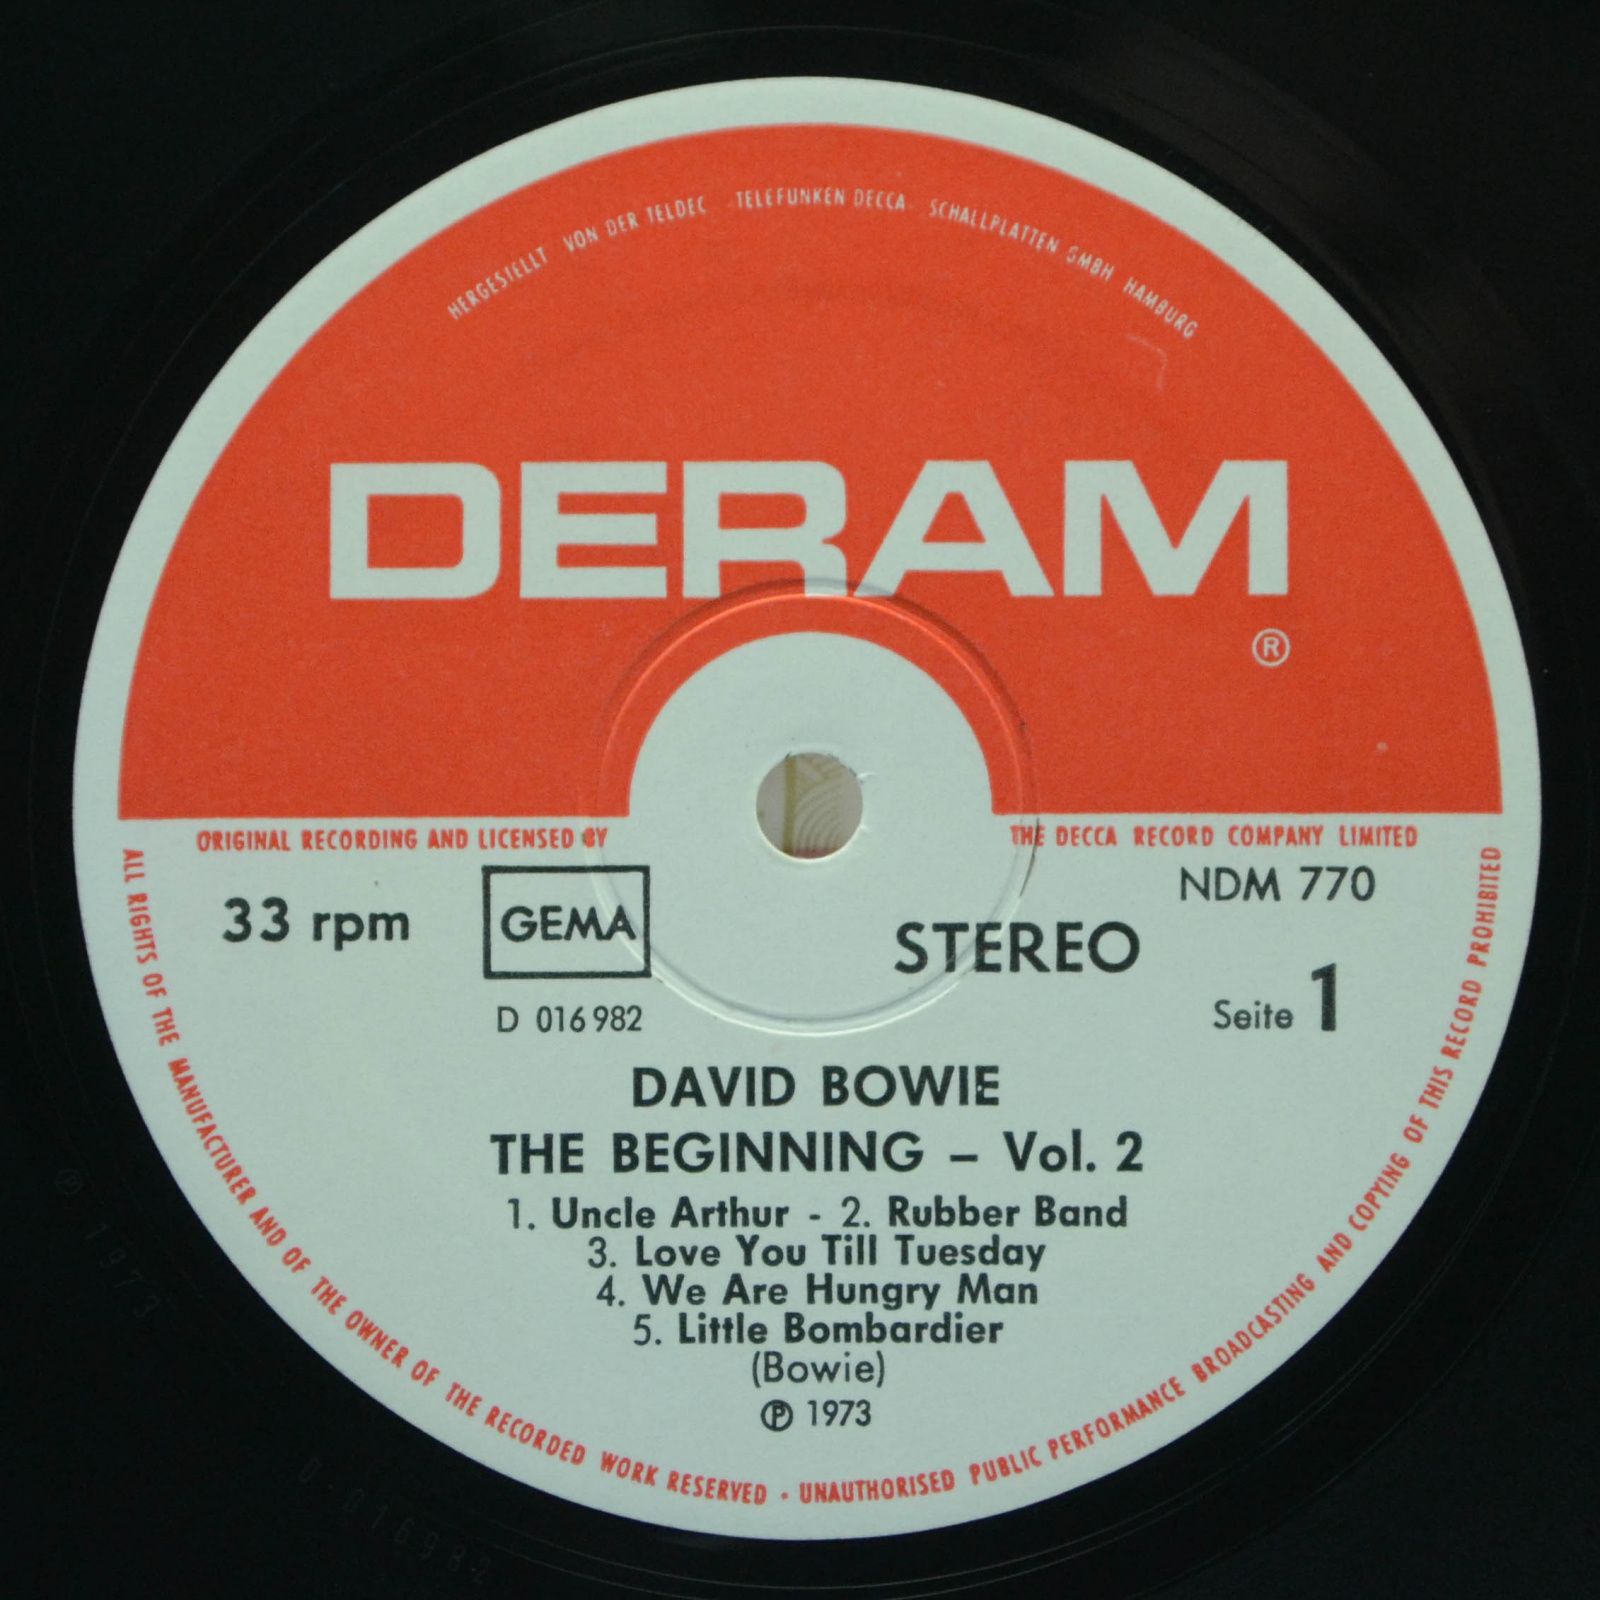 HERGESTELLT VON DER TELDEC TELEFUNKEN DECCA SCHALLPLATTEN GMBH HAMBURG
DERAM
®
ORIGINAL RECORDING AND LICENSED BY THE DECCA RECORD COMPANY LIMITED
33 rpm
GEMA
D 016 982
NDM 770
STEREO
Seite 1
DAVID BOWIE
THE BEGINNING – Vol. 2
1. Uncle Arthur - 2. Rubber Band
3. Love You Till Tuesday
4. We Are Hungry Man
5. Little Bombardier
(Bowie)
℗ 1973
ALL RIGHTS OF THE MANUFACTURER AND OF THE OWNER OF THE RECORDED WORK RESERVED · UNAUTHORISED PUBLIC PERFORMANCE BROADCASTING AND COPYING OF THIS RECORD PROHIBITED
℗ 1973
D 016982